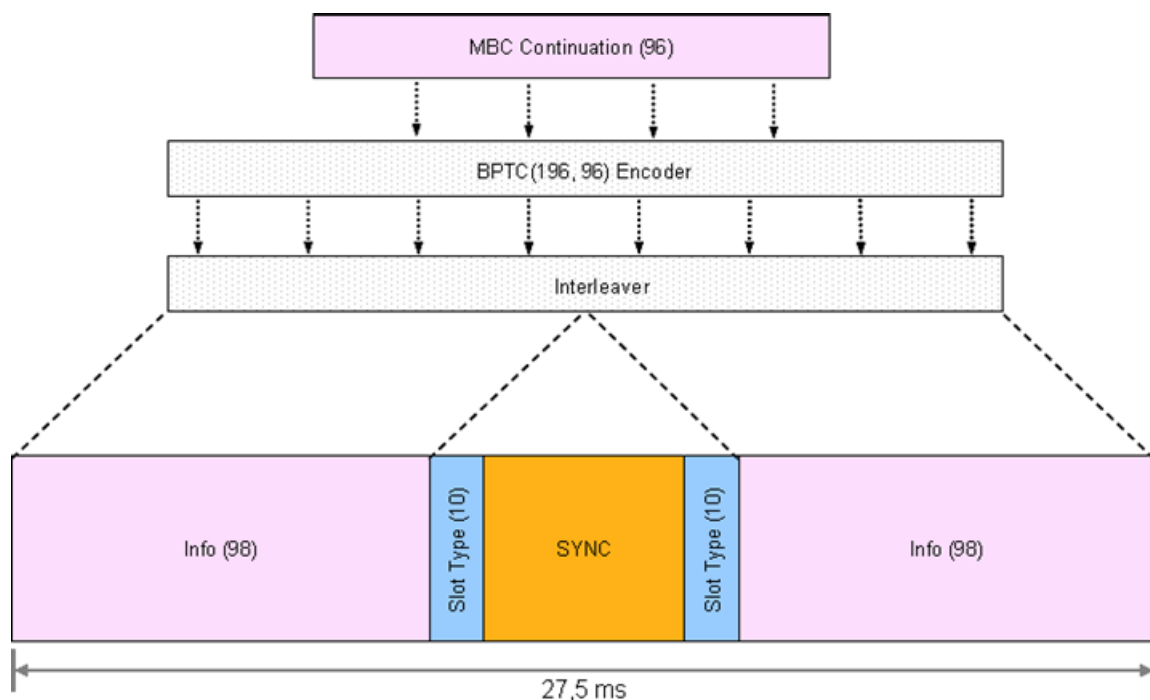 MBC Continuation (96)
BPTC(196, 96) Encoder
Interleaver
Info (98)
Slot Type (10)
SYNC
Slot Type (10)
Info (98)
27,5 ms